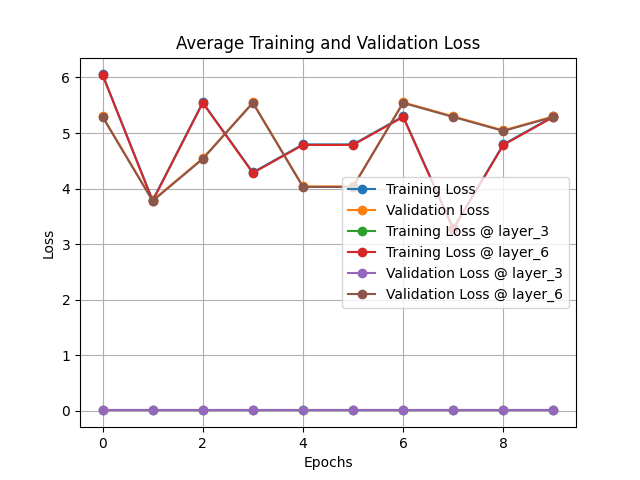 Average Training and Validation Loss
Loss
6
5
4
3
2
1
0
Training Loss
Validation Loss
Training Loss @ layer_3
Training Loss @ layer_6
Validation Loss @ layer_3
Validation Loss @ layer_6
0 2 4 6 8
Epochs